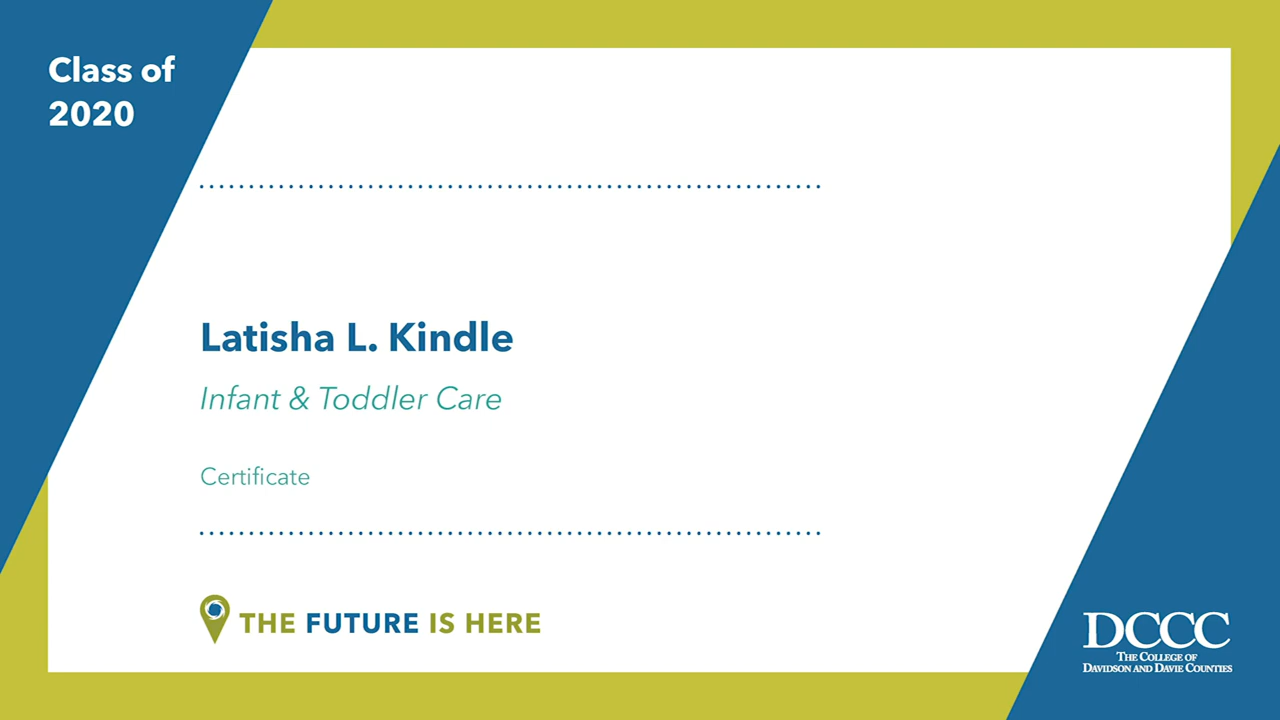 Class of
2020
Latisha L. Kindle
Infant & Toddler Care
Certificate
THE FUTURE IS HERE
DCCC
THE COLLEGE OF
DAVIDSON AND DAVIE COUNTIES